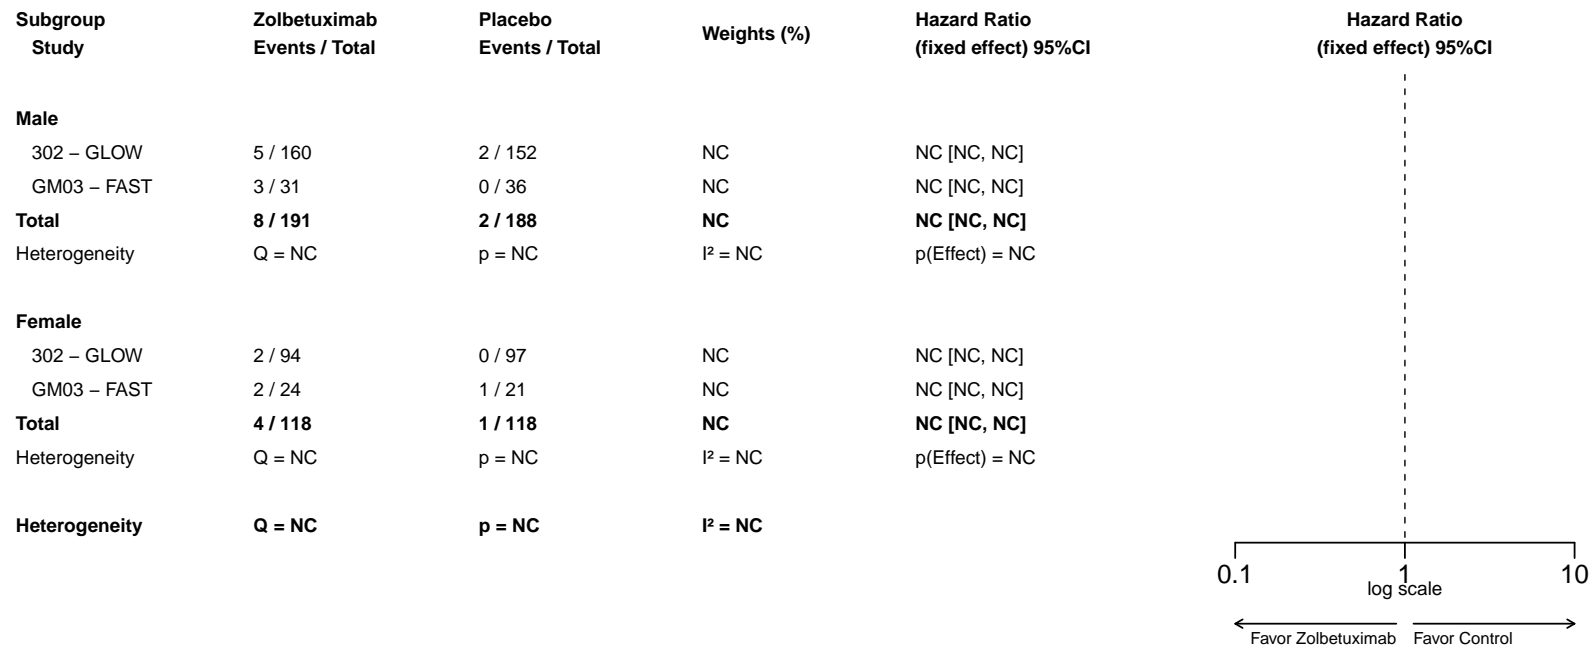 Subgroup Zolbetuximab Placebo Weights (%) Hazard Ratio Hazard Ratio
Study Events / Total Events / Total (fixed effect) 95%CI (fixed effect) 95%CI
Male
302 – GLOW 5 / 160 2 / 152 NC NC [NC, NC]
GM03 – FAST 3 / 31 0 / 36 NC NC [NC, NC]
Total 8 / 191 2 / 188 NC NC [NC, NC]
Heterogeneity Q = NC p = NC I² = NC p(Effect) = NC
Female
302 – GLOW 2 / 94 0 / 97 NC NC [NC, NC]
GM03 – FAST 2 / 24 1 / 21 NC NC [NC, NC]
Total 4 / 118 1 / 118 NC NC [NC, NC]
Heterogeneity Q = NC p = NC I² = NC p(Effect) = NC
Heterogeneity Q = NC p = NC I² = NC
0.1 1 10
log scale
Favor Zolbetuximab Favor Control